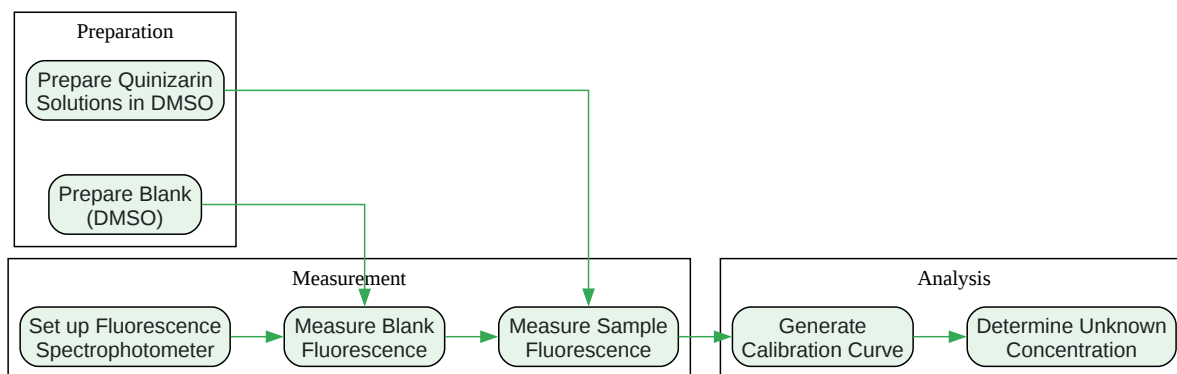 Preparation
Prepare Quinizarin
Solutions in DMSO
Prepare Blank
(DMSO)
Measurement
Set up Fluorescence
Spectrophotometer
Measure Blank
Fluorescence
Measure Sample
Fluorescence
Analysis
Generate
Calibration Curve
Determine Unknown
Concentration